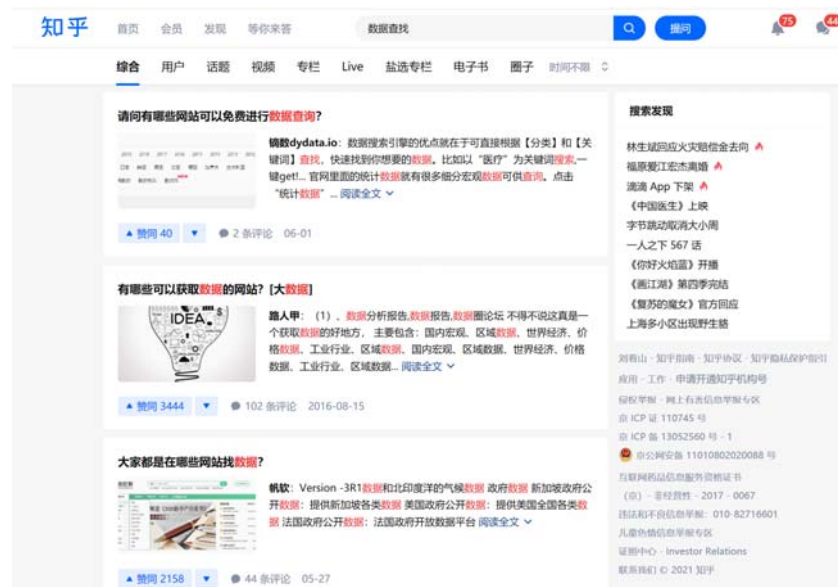 知乎 首页 会员 发现 等你来答 数据查找 提问 75 44
综合 用户 话题 视频 专栏 Live 盐选专栏 电子书 圈子 时间不限
请问有哪些网站可以免费进行数据查询?
镝数dydata.io: 数据搜索引擎的优点就在于可直接根据【分类】和【关
键词】查找, 快速找到你想要的数据。比如以“医疗”为关键词搜索,一
键get!... 官网里面的统计数据就有很多细分宏观数据可供查询。点击
“统计数据” ... 阅读全文
赞同 40 2 条评论 06-01
有哪些可以获取数据的网站? [大数据]
IDEA
路人甲: (1) 、数据分析报告,数据报告,数据圈论坛 不得不说这真是一
个获取数据的好地方, 主要包含: 国内宏观、区域数据、世界经济、价
格数据、工业行业、区域数据、国内宏观、区域数据、世界经济、价格
数据、工业行业、区域数据... 阅读全文
赞同 3444 102 条评论 2016-08-15
大家都是在哪些网站找数据?
帆软: Version -3R1数据和北印度洋的气候数据 政府数据 新加坡政府公
开数据: 提供新加坡各类数据 美国政府公开数据: 提供美国全国各类数
据 法国政府公开数据: 法国政府开放数据平台 阅读全文
赞同 2158 44 条评论 05-27
搜索发现
林生斌回应火灾赔偿金去向
福原爱江宏杰离婚
滴滴 App 下架
《中国医生》上映
字节跳动取消大小周
一人之下 567 话
《你好火焰蓝》开播
《画江湖》第四季完结
《复苏的魔女》官方回应
上海多小区出现野生貉
刘看山 · 知乎指南 · 知乎协议 · 知乎隐私保护指引
应用 · 工作 · 申请开通知乎机构号
侵权举报 · 网上有害信息举报专区
京 ICP 证 110745 号
京 ICP 备 13052560 号 - 1
京公网安备 11010802020088 号
互联网药品信息服务资格证书
(京) - 非经营性 - 2017 - 0067
违法和不良信息举报: 010-82716601
儿童色情信息举报专区
证照中心 · Investor Relations
联系我们 © 2021 知乎